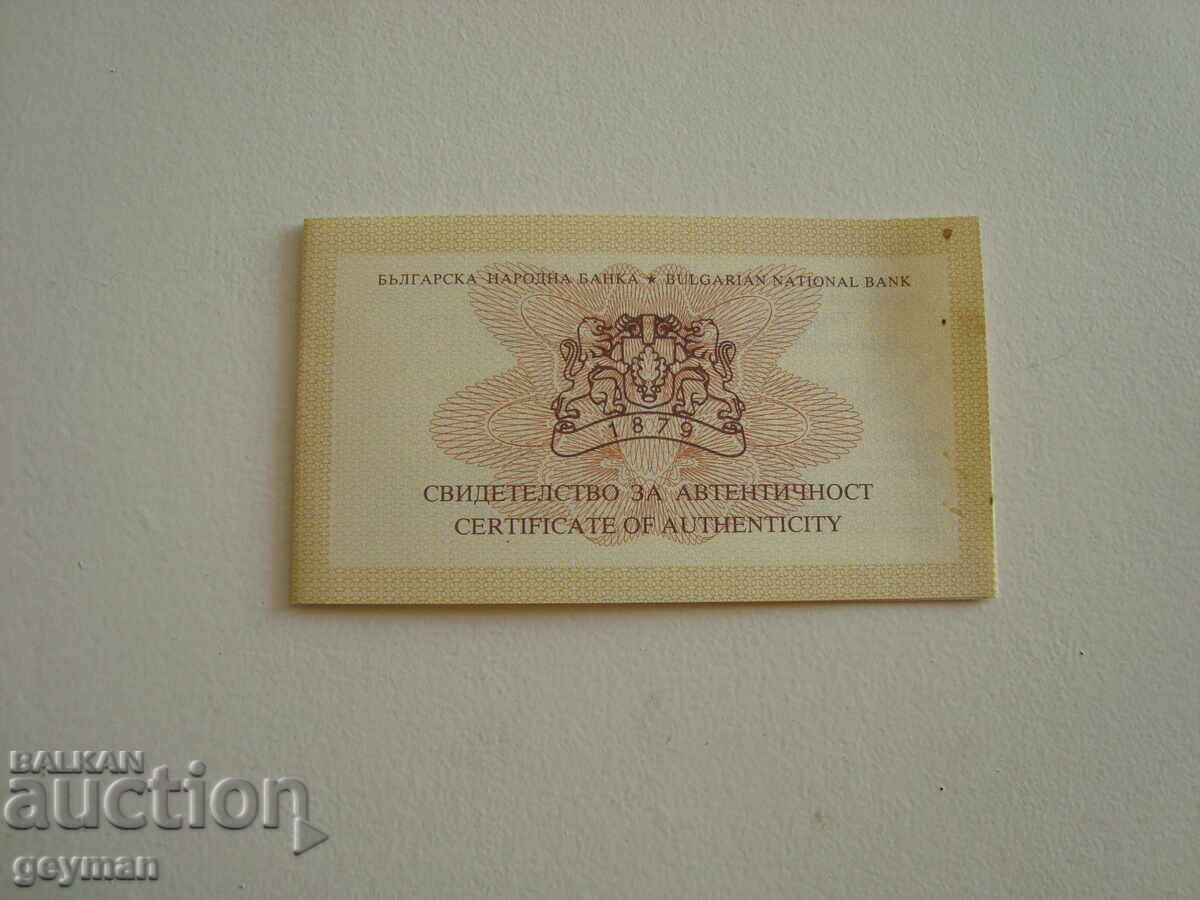 БЪЛГАРСКА НАРОДНА БАНКА ★ BULGARIAN NATIONAL BANK
1879
СВИДЕТЕЛСТВО ЗА АВТЕНТИЧНОСТ
CERTIFICATE OF AUTHENTICITY
BALKAN
auction
geyman